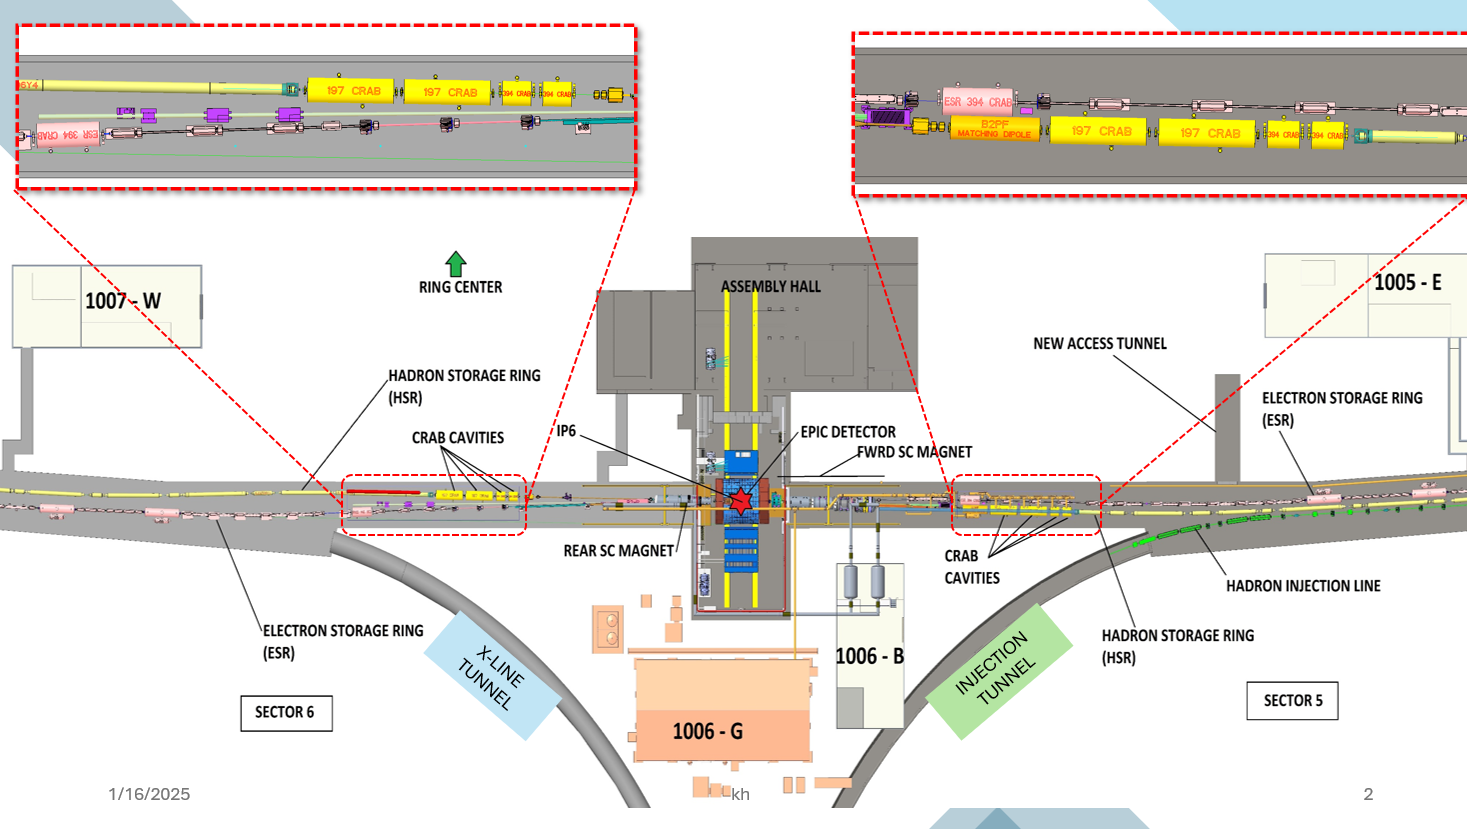 197 CRAB
197 CRAB
394 CRAB
394 CRAB
ESR 394 CRAB
ESR 394 CRAB
B2PF
MATCHING DIPOLE
197 CRAB
197 CRAB
394 CRAB
394 CRAB
1007 - W
RING CENTER
ASSEMBLY HALL
1005 - E
NEW ACCESS TUNNEL
HADRON STORAGE RING
(HSR)
CRAB CAVITIES
IP6
EPIC DETECTOR
FWRD SC MAGNET
ELECTRON STORAGE RING
(ESR)
REAR SC MAGNET
CRAB
CAVITIES
HADRON INJECTION LINE
ELECTRON STORAGE RING
(ESR)
X-LINE
TUNNEL
1006 - B
INJECTION
TUNNEL
HADRON STORAGE RING
(HSR)
SECTOR 6
1006 - G
SECTOR 5
1/16/2025
kh
2